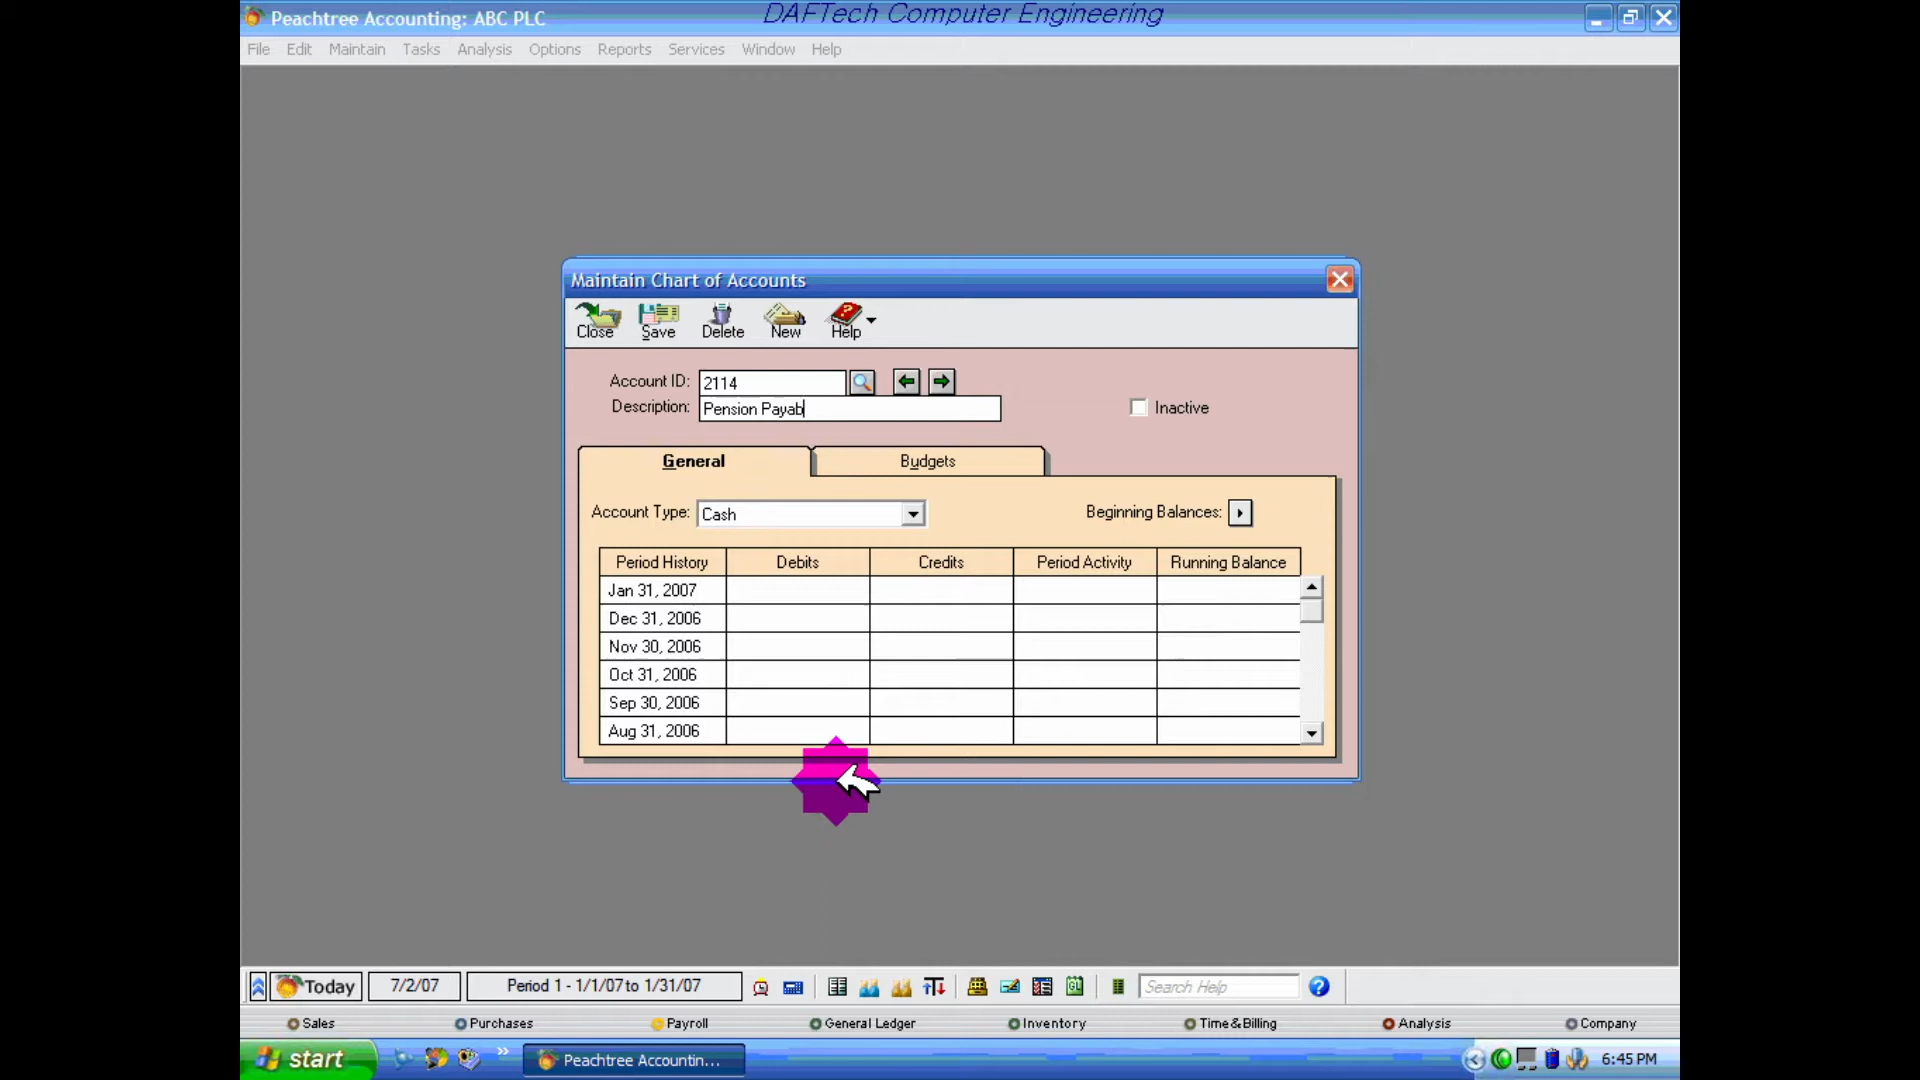 Peachtree Accounting: ABC PLC
DAFTech Computer Engineering
File Edit Maintain Tasks Analysis Options Reports Services Window Help
Maintain Chart of Accounts
Close Save Delete New Help
Account ID: 2114
Description: Pension Payab
Inactive
General Budgets
Account Type: Cash
Beginning Balances:
Period History Debits Credits Period Activity Running Balance
Jan 31, 2007
Dec 31, 2006
Nov 30, 2006
Oct 31, 2006
Sep 30, 2006
Aug 31, 2006
Today 7/2/07 Period 1 - 1/1/07 to 1/31/07 Search Help
Sales Purchases Payroll General Ledger Inventory Time&Billing Analysis Company
start Peachtree Accountin... 6:45 PM